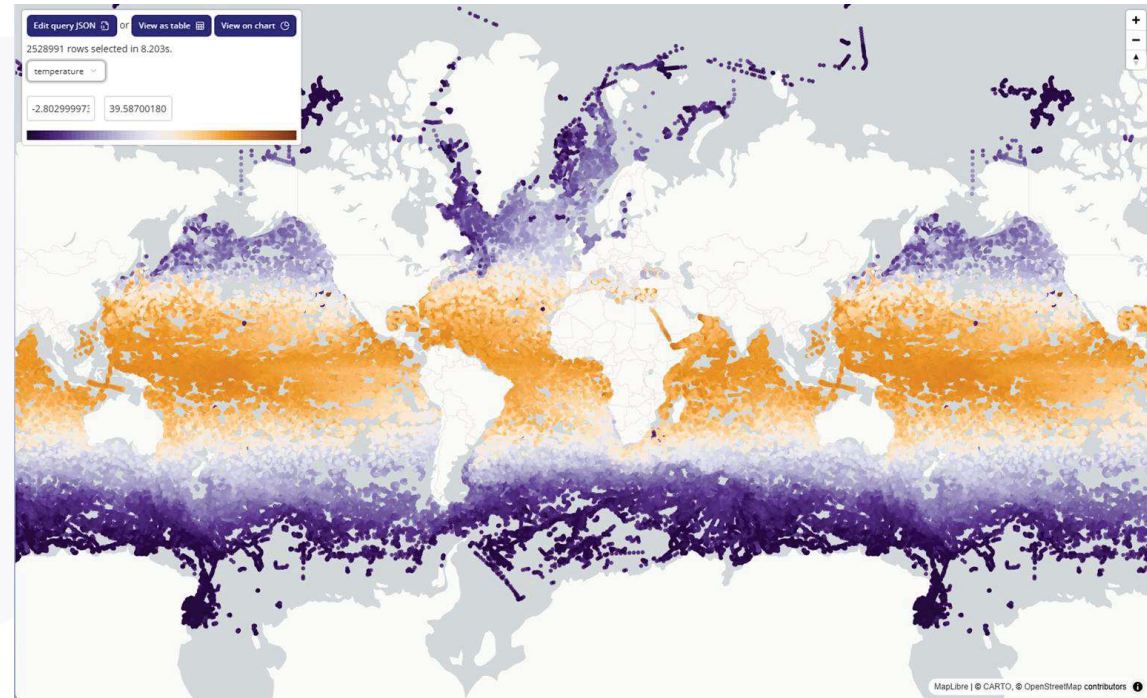 Edit query JSON or View as table View on chart
2528991 rows selected in 8.203s.
temperature
-2.80299997 39.58700180
MapLibre | © CARTO, © OpenStreetMap contributors